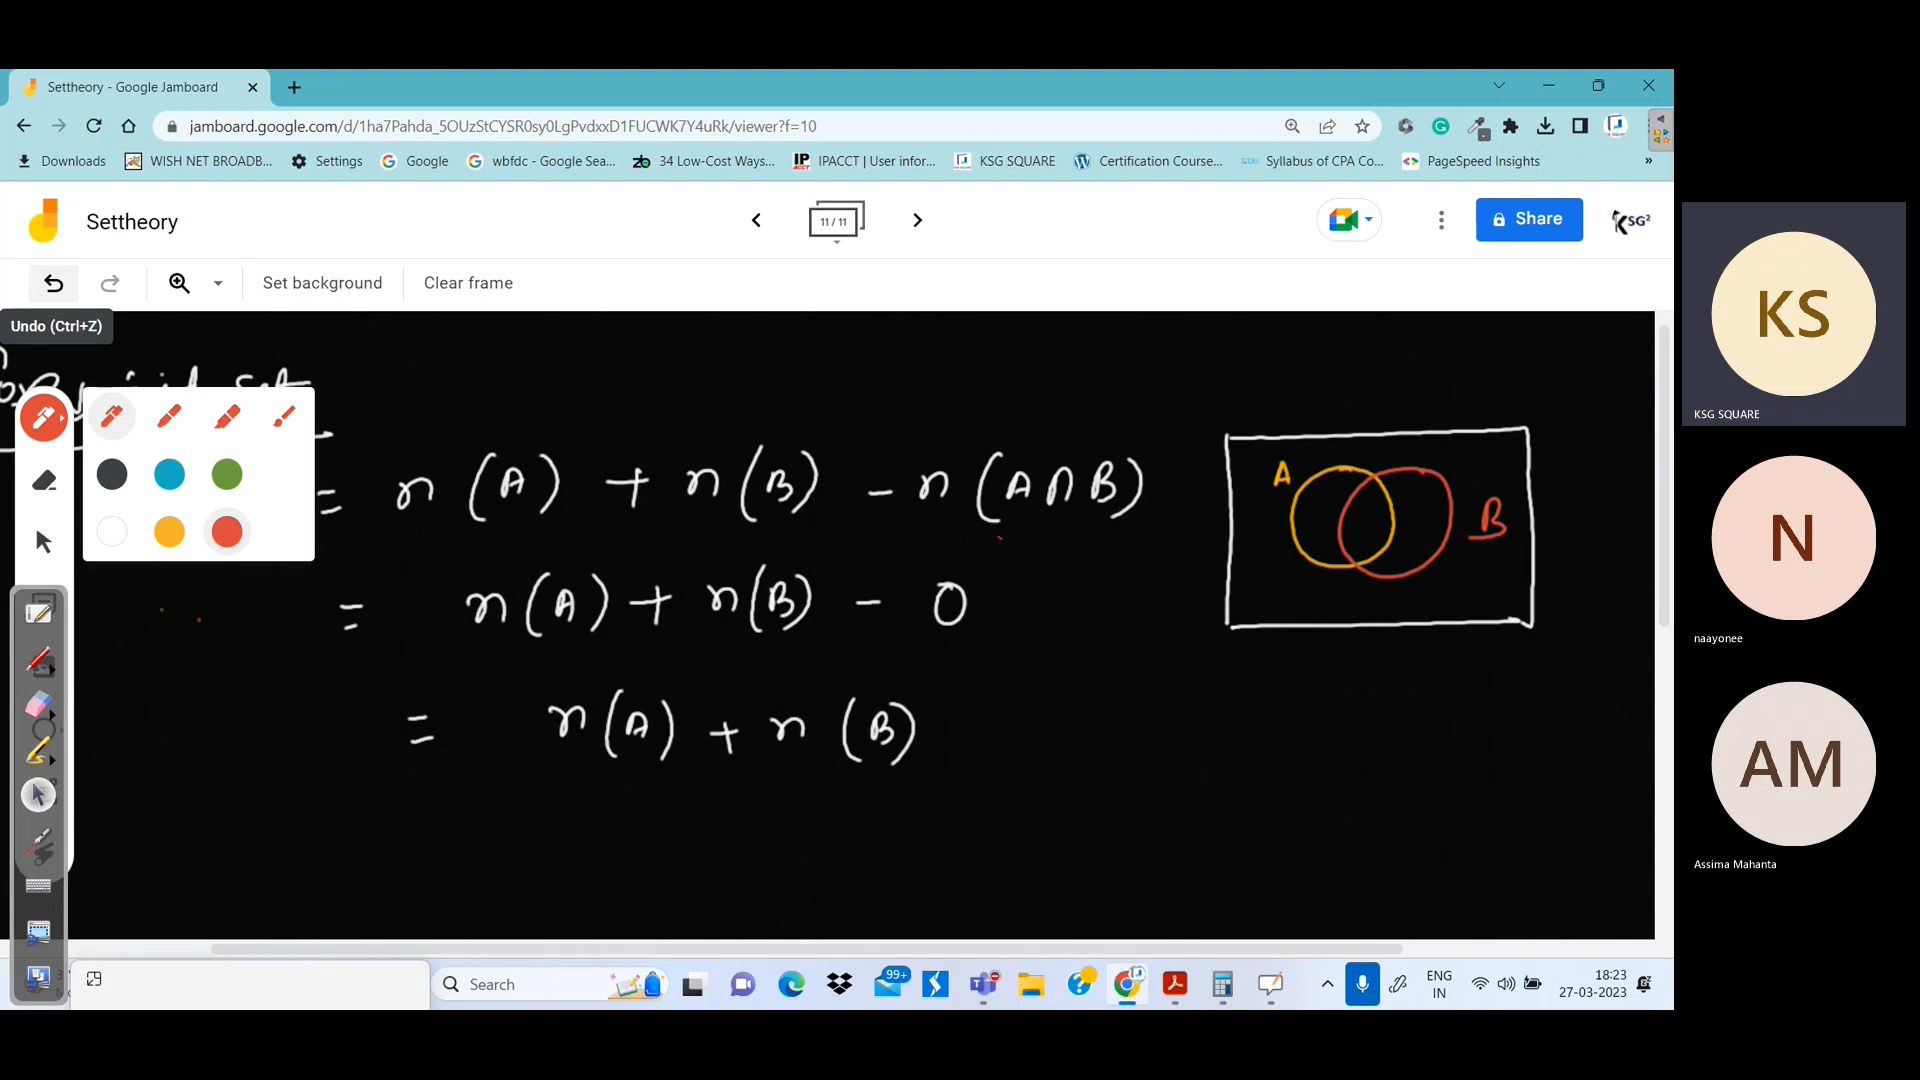 Settheory - Google Jamboard
jamboard.google.com/d/1ha7Pahda_5OUzStCYSR0sy0LgPvdxxD1FUCWK7Y4uRk/viewer?f=10
Downloads WISH NET BROADB... Settings Google wbfdc - Google Sea... 34 Low-Cost Ways... IPACCT | User infor... KSG SQUARE Certification Course... Syllabus of CPA Co... PageSpeed Insights »
Settheory 11 / 11 Share KSG²
Set background Clear frame
Undo (Ctrl+Z)
Set
= n (A) + n (B) - n (A ∩ B)
A B
= n (A) + n (B) - 0
= n (A) + n (B)
KS
KSG SQUARE
N
naayonee
AM
Assima Mahanta
Search 99+ ENG IN 18:23 27-03-2023